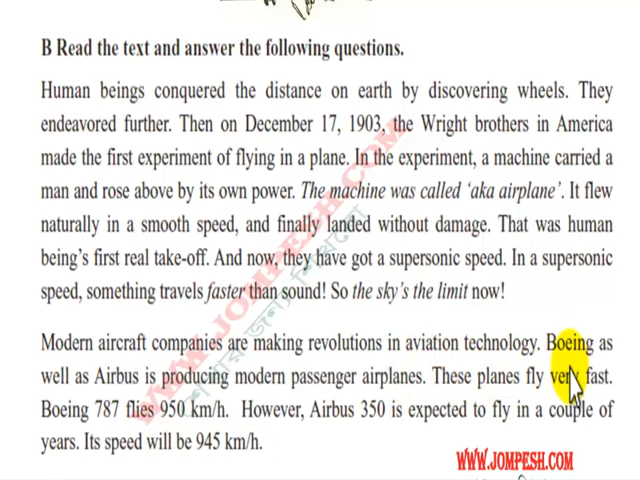 B Read the text and answer the following questions.
Human beings conquered the distance on earth by discovering wheels. They
endeavored further. Then on December 17, 1903, the Wright brothers in America
made the first experiment of flying in a plane. In the experiment, a machine carried a
man and rose above by its own power. The machine was called ‘aka airplane’. It flew
naturally in a smooth speed, and finally landed without damage. That was human
being’s first real take-off. And now, they have got a supersonic speed. In a supersonic
speed, something travels faster than sound! So the sky’s the limit now!
Modern aircraft companies are making revolutions in aviation technology. Boeing as
well as Airbus is producing modern passenger airplanes. These planes fly very fast.
Boeing 787 flies 950 km/h. However, Airbus 350 is expected to fly in a couple of
years. Its speed will be 945 km/h.
WWW.JOMPESH.COM
WWW.JOMPESH.COM